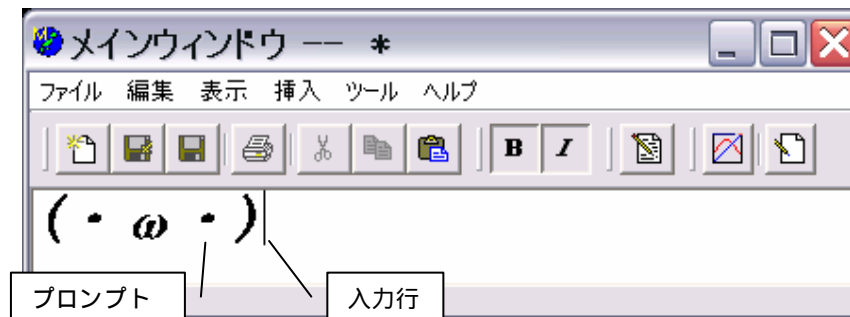 メインウィンドウ -- *
ファイル 編集 表示 挿入 ツール ヘルプ
B I
(・ω・)
プロンプト 入力行